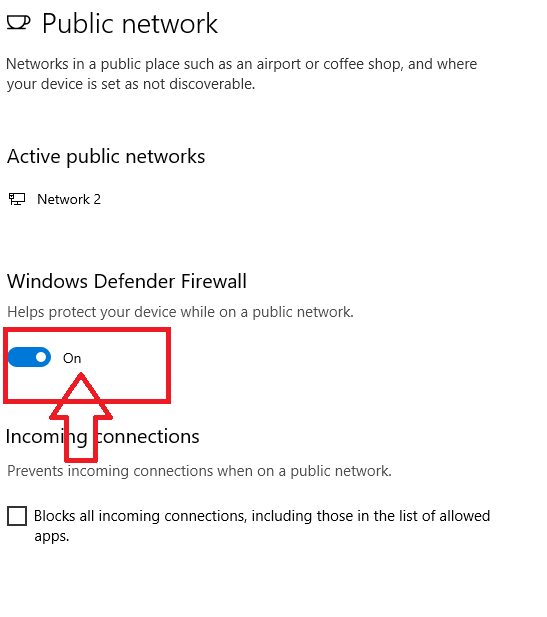 Public network
Networks in a public place such as an airport or coffee shop, and where
your device is set as not discoverable.
Active public networks
Network 2
Windows Defender Firewall
Helps protect your device while on a public network.
On
Incoming connections
Prevents incoming connections when on a public network.
Blocks all incoming connections, including those in the list of allowed
apps.